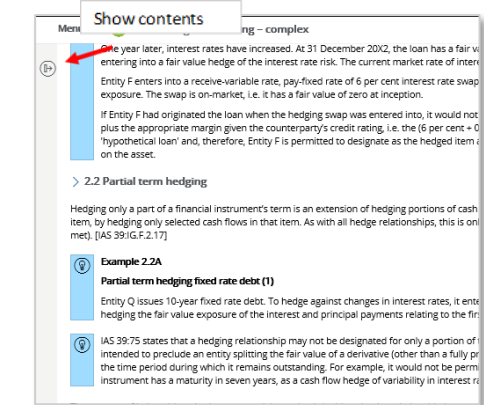 Show contents
Men
ng – complex
One year later, interest rates have increased. At 31 December 20X2, the loan has a fair va
entering into a fair value hedge of the interest rate risk. The current market rate of intere
Entity F enters into a receive-variable rate, pay-fixed rate of 6 per cent interest rate swap
exposure. The swap is on-market, i.e. it has a fair value of zero at inception.
If Entity F had originated the loan when the hedging swap was entered into, it would not
plus the appropriate margin given the counterparty's credit rating, i.e. the (6 per cent + 0
'hypothetical loan' and, therefore, Entity F is permitted to designate as the hedged item a
on the asset.
2.2 Partial term hedging
Hedging only a part of a financial instrument's term is an extension of hedging portions of cash
item, by hedging only selected cash flows in that item. As with all hedge relationships, this is onl
met). [IAS 39:IG.F.2.17]
Example 2.2A
Partial term hedging fixed rate debt (1)
Entity Q issues 10-year fixed rate debt. To hedge against changes in interest rates, it ente
hedging the fair value exposure of the interest and principal payments relating to the fir
IAS 39:75 states that a hedging relationship may not be designated for only a portion of
intended to preclude an entity splitting the fair value of a derivative (other than a fully pr
the time period during which it remains outstanding. For example, it would not be perm
instrument has a maturity in seven years, as a cash flow hedge of variability in interest ra